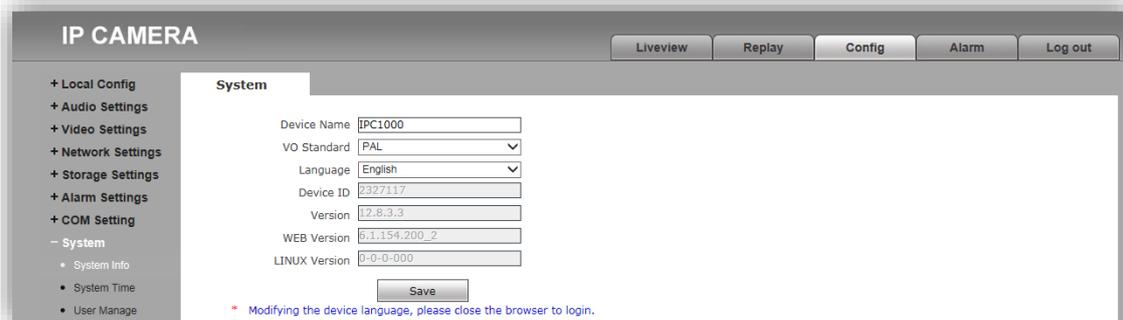 IP CAMERA
Liveview Replay Config Alarm Log out
+ Local Config
+ Audio Settings
+ Video Settings
+ Network Settings
+ Storage Settings
+ Alarm Settings
+ COM Setting
− System
• System Info
• System Time
• User Manage
System
Device Name IPC1000
VO Standard PAL
Language English
Device ID 2327117
Version 12.8.3.3
WEB Version 6.1.154.200_2
LINUX Version 0-0-0-000
Save
* Modifying the device language, please close the browser to login.